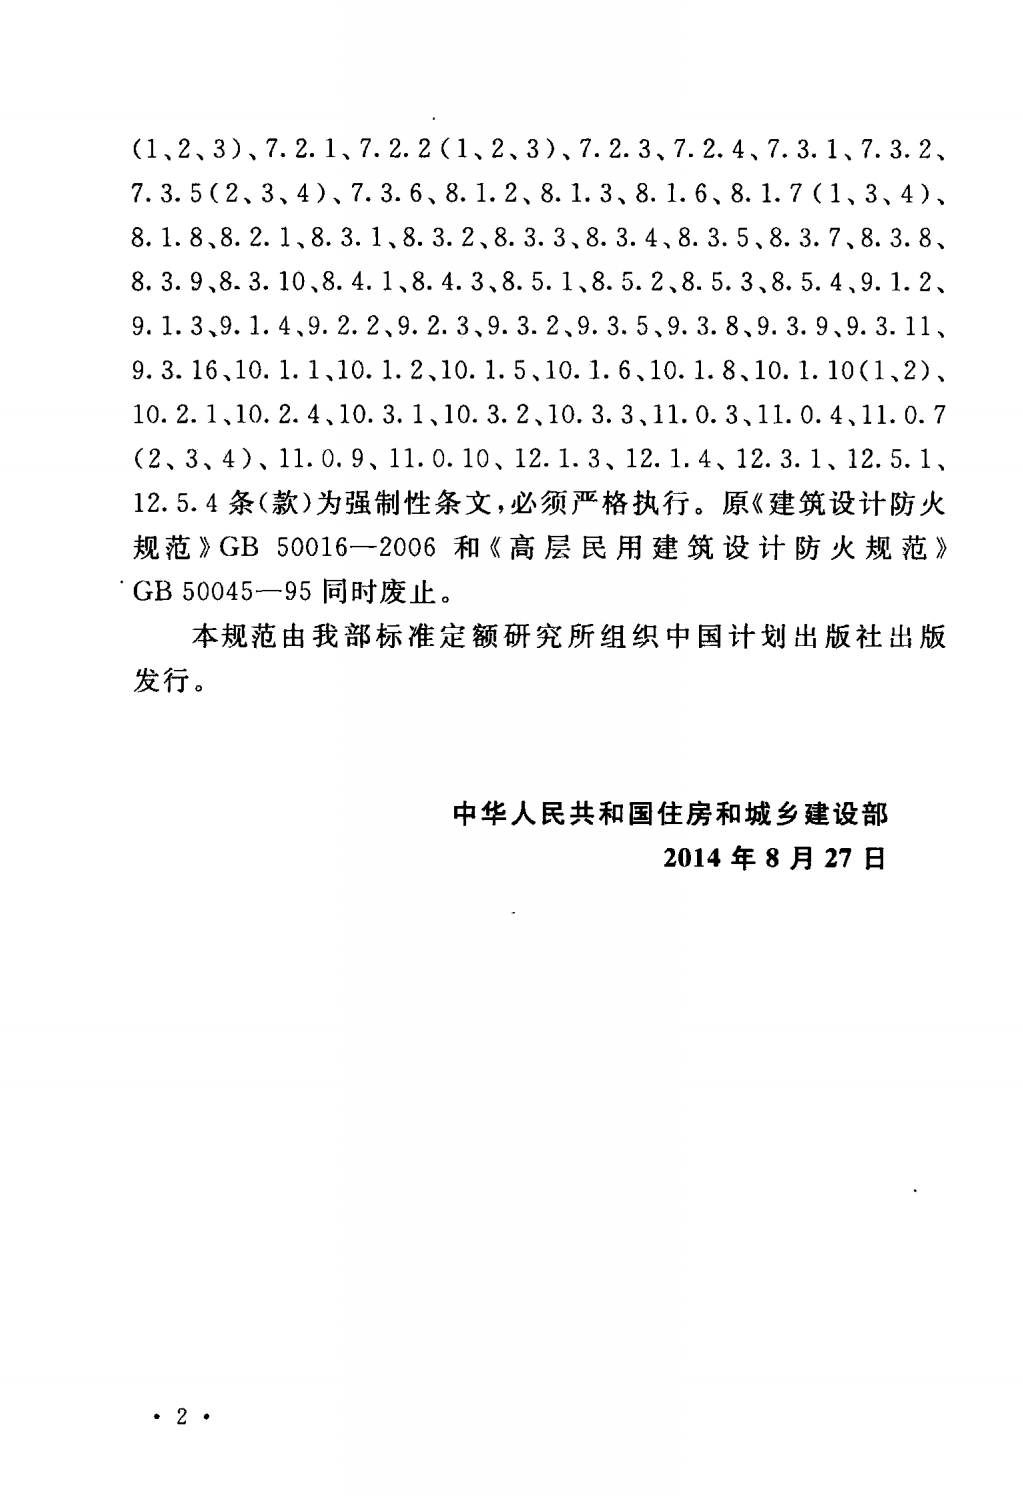 (1、2、3)、7.2.1、7.2.2(1、2、3)、7.2.3、7.2.4、7.3.1、7.3.2、
7.3.5(2、3、4)、7.3.6、8.1.2、8.1.3、8.1.6、8.1.7(1、3、4)、
8.1.8、8.2.1、8.3.1、8.3.2、8.3.3、8.3.4、8.3.5、8.3.7、8.3.8、
8.3.9、8.3.10、8.4.1、8.4.3、8.5.1、8.5.2、8.5.3、8.5.4、9.1.2、
9.1.3、9.1.4、9.2.2、9.2.3、9.3.2、9.3.5、9.3.8、9.3.9、9.3.11、
9.3.16、10.1.1、10.1.2、10.1.5、10.1.6、10.1.8、10.1.10(1、2)、
10.2.1、10.2.4、10.3.1、10.3.2、10.3.3、11.0.3、11.0.4、11.0.7
(2、3、4)、11.0.9、11.0.10、12.1.3、12.1.4、12.3.1、12.5.1、
12.5.4条(款)为强制性条文,必须严格执行。原《建筑设计防火
规范》GB 50016—2006 和《高层民用建筑设计防火规范》
GB 50045—95 同时废止。
本规范由我部标准定额研究所组织中国计划出版社出版
发行。
中华人民共和国住房和城乡建设部
2014年8月27日
· 2 ·